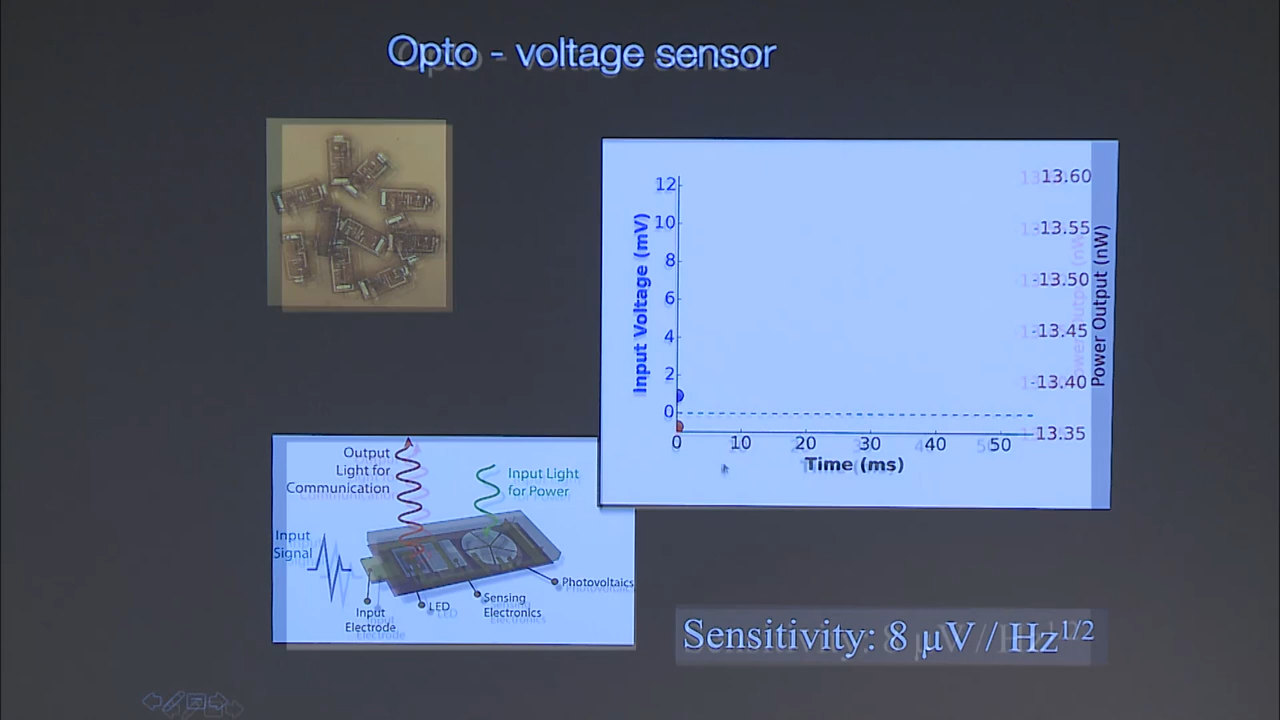 Opto - voltage sensor
12
10
8
6
4
2
0
Input Voltage (mV)
0 10 20 30 40 50
Time (ms)
13.60
13.55
13.50
13.45
13.40
13.35
Power Output (nW)
Output
Light for
Communication
Input Light
for Power
Input
Signal
Photovoltaics
Sensing
Electronics
LED
Input
Electrode
Sensitivity: 8 μV // Hz1/2